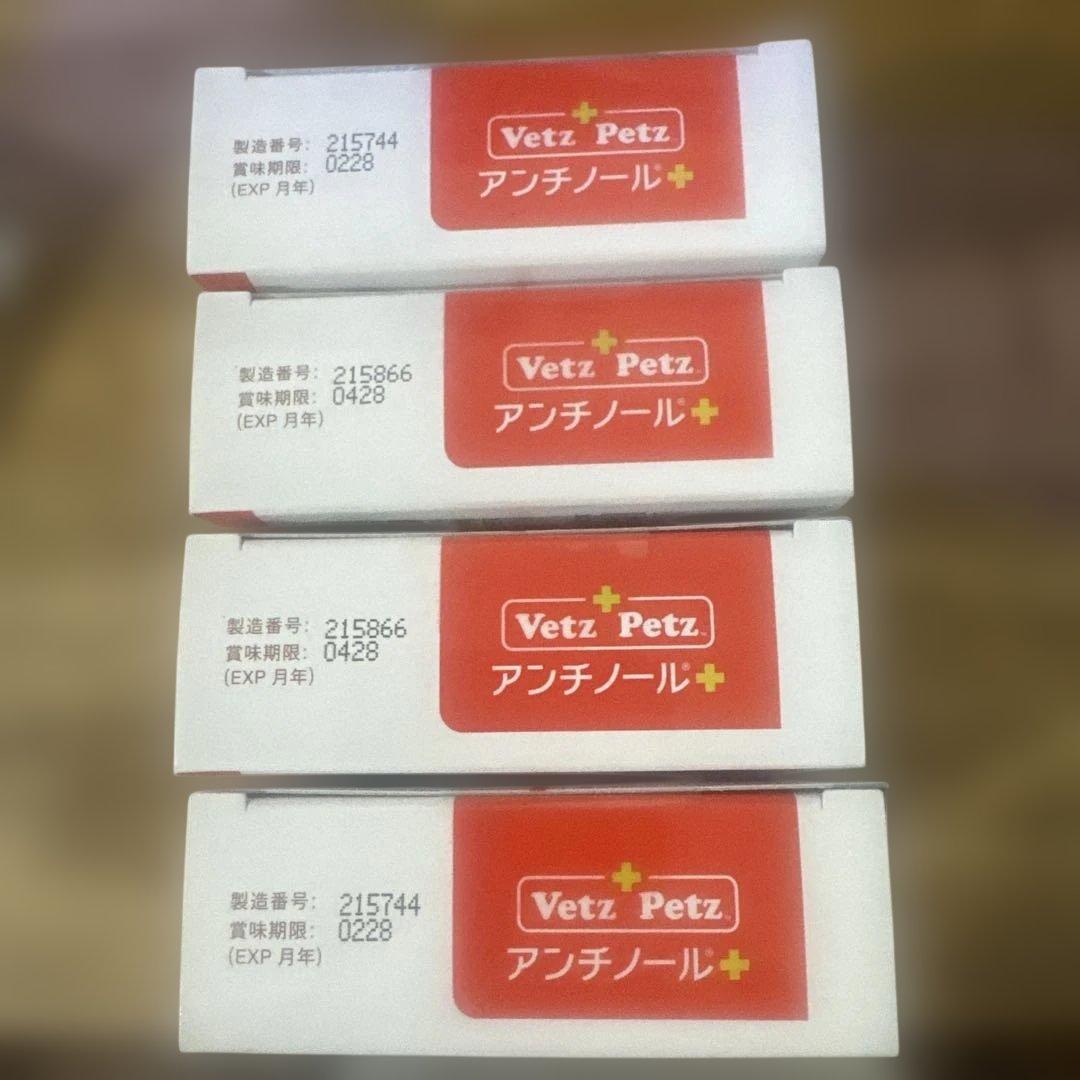 製造番号: 215744
賞味期限: 0228
(EXP 月年)
Vetz Petz
アンチノール®+
製造番号: 215866
賞味期限: 0428
(EXP 月年)
Vetz Petz™
アンチノール®+
製造番号: 215866
賞味期限: 0428
(EXP 月年)
Vetz Petz™
アンチノール®+
製造番号: 215744
賞味期限: 0228
(EXP 月年)
Vetz Petz™
アンチノール®+